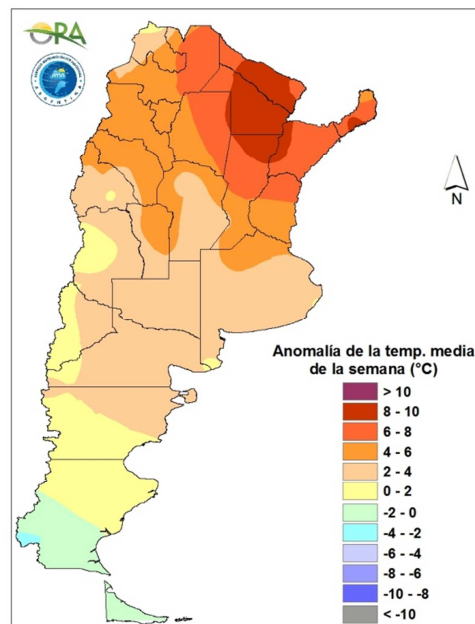 ORA
N
Anomalía de la temp. media
de la semana (°C)
> 10
8 - 10
6 - 8
4 - 6
2 - 4
0 - 2
-2 - 0
-4 - -2
-6 - -4
-8 - -6
-10 - -8
< -10